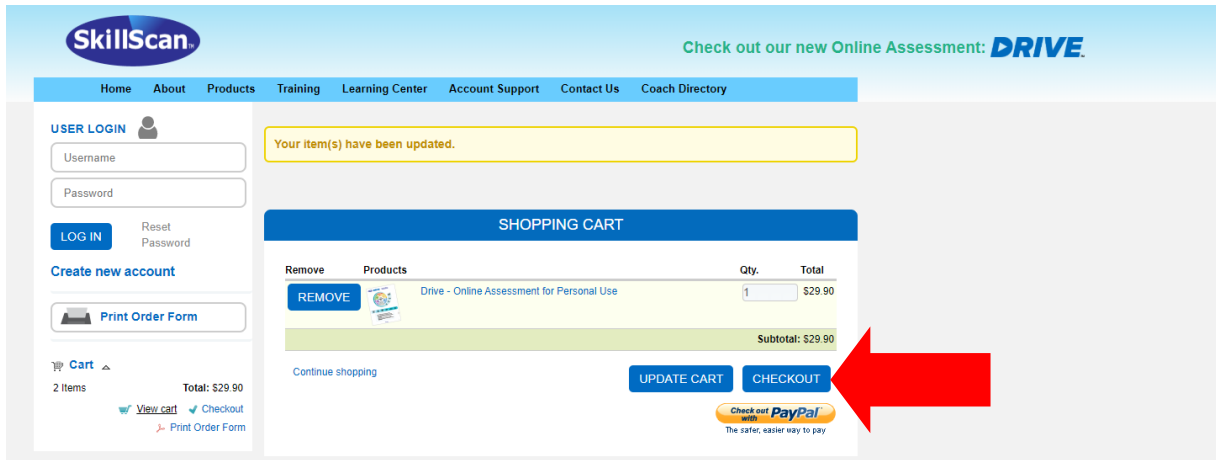 SkillScan™
Check out our new Online Assessment: DRIVE™
Home About Products Training Learning Center Account Support Contact Us Coach Directory
USER LOGIN
Username
Password
LOG IN
Reset
Password
Create new account
Print Order Form
Cart
2 Items Total: $29.90
View cart Checkout
Print Order Form
Your item(s) have been updated.
SHOPPING CART
Remove Products Qty. Total
REMOVE Drive - Online Assessment for Personal Use 1 $29.90
Subtotal: $29.90
Continue shopping UPDATE CART CHECKOUT
Check out
with PayPal
The safer, easier way to pay